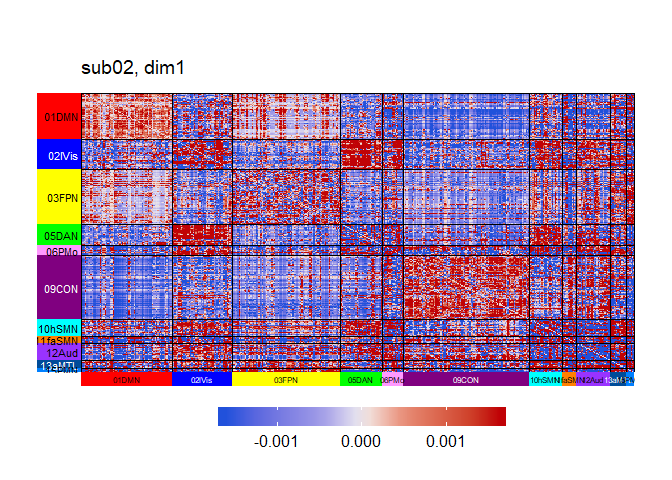 sub02, dim1
01DMN
02lVis
03FPN
05DAN
06PMo
09CON
10hSMN
12Aud
01DMN
02lVis
03FPN
05DAN
06PMo
09CON
10hSMN
-0.001 0.000 0.001